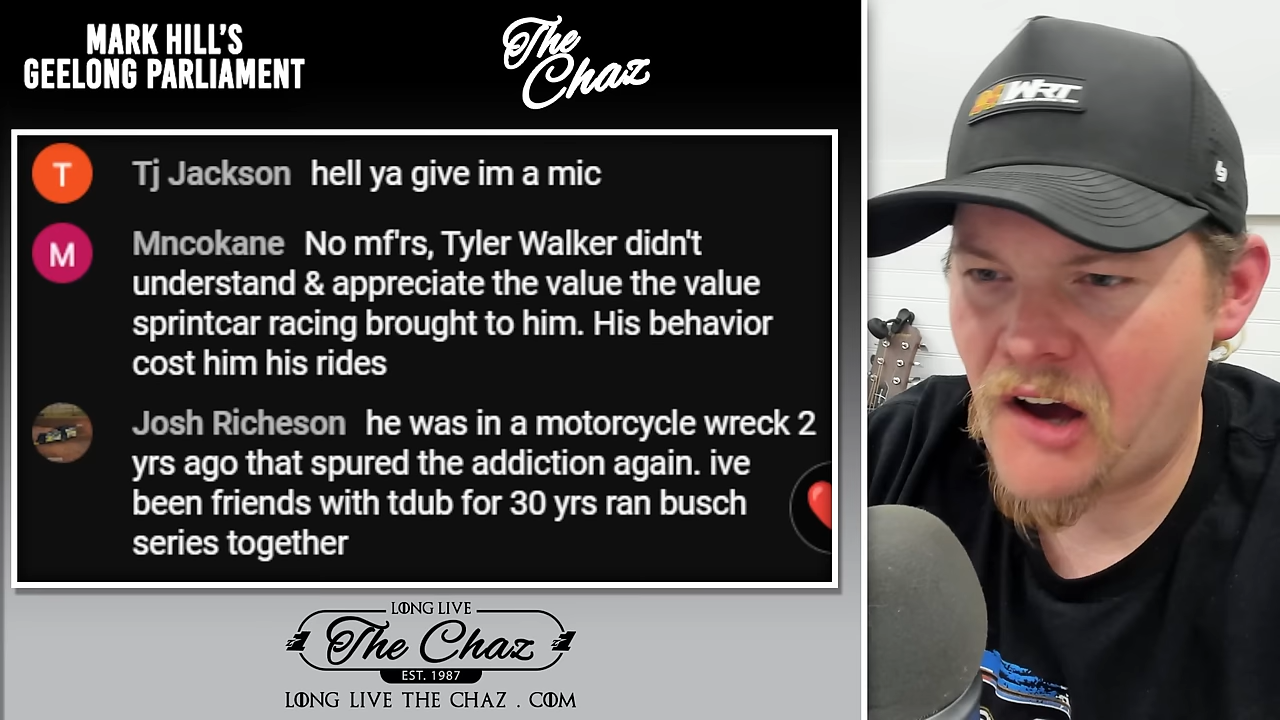 MARK HILL'S
GEELONG PARLIAMENT
The
Chaz
T Tj Jackson hell ya give im a mic
M Mncokane No mf'rs, Tyler Walker didn't
understand & appreciate the value the value
sprintcar racing brought to him. His behavior
cost him his rides
Josh Richeson he was in a motorcycle wreck 2
yrs ago that spured the addiction again. ive
been friends with tdub for 30 yrs ran busch
series together
LONG LIVE
The Chaz
EST. 1987
LONG LIVE THE CHAZ . COM
WRT